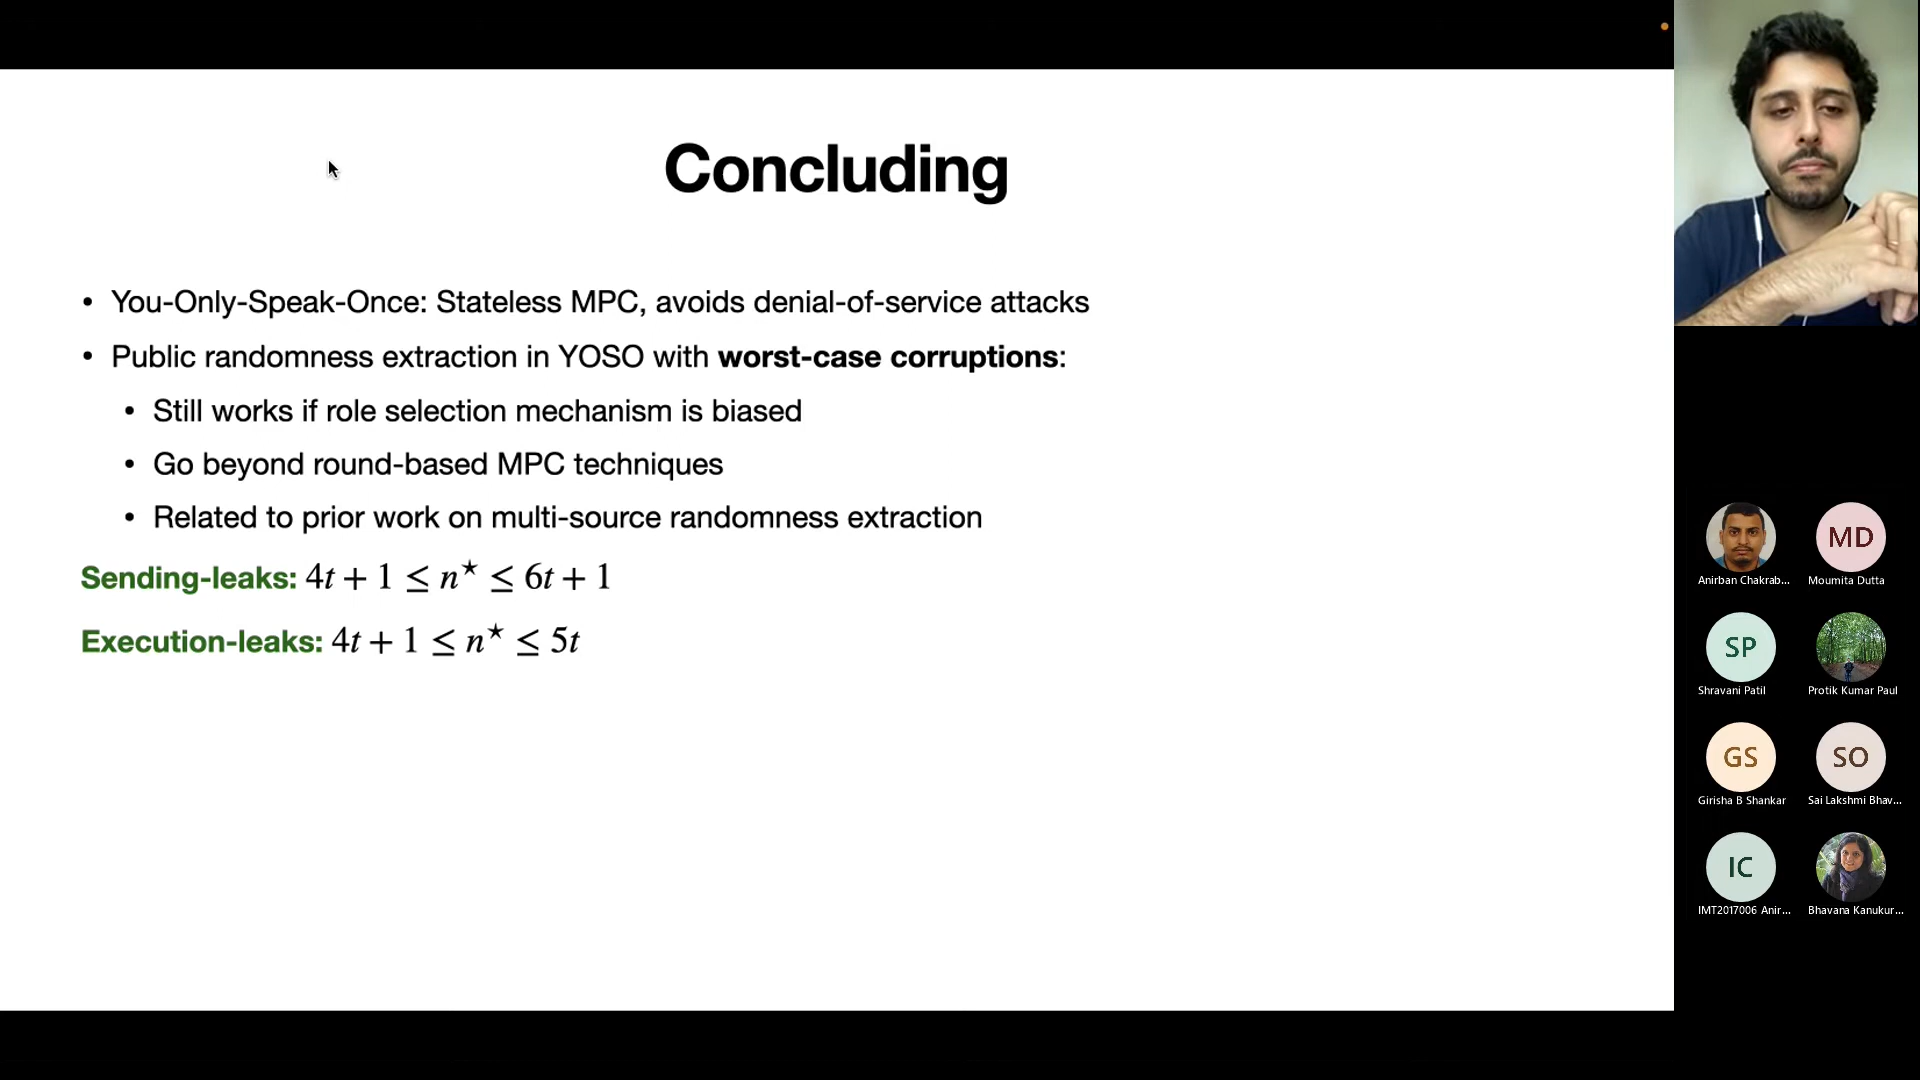 Concluding
• You-Only-Speak-Once: Stateless MPC, avoids denial-of-service attacks
• Public randomness extraction in YOSO with worst-case corruptions:
• Still works if role selection mechanism is biased
• Go beyond round-based MPC techniques
• Related to prior work on multi-source randomness extraction
Sending-leaks: 4t + 1 ≤ n★ ≤ 6t + 1
Execution-leaks: 4t + 1 ≤ n★ ≤ 5t
MD
Anirban Chakrab... Moumita Dutta
SP
Shravani Patil Protik Kumar Paul
GS SO
Girisha B Shankar Sai Lakshmi Bhav...
IC
IMT2017006 Anir... Bhavana Kanukur...